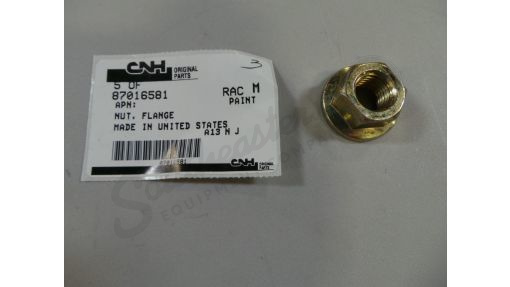 CNH ORIGINAL PARTS
5 OF
87016581
RAC M
PAINT
APN:
NUT, FLANGE
MADE IN UNITED STATES
A13 N J
87016581
CNH ORIGINAL PARTS